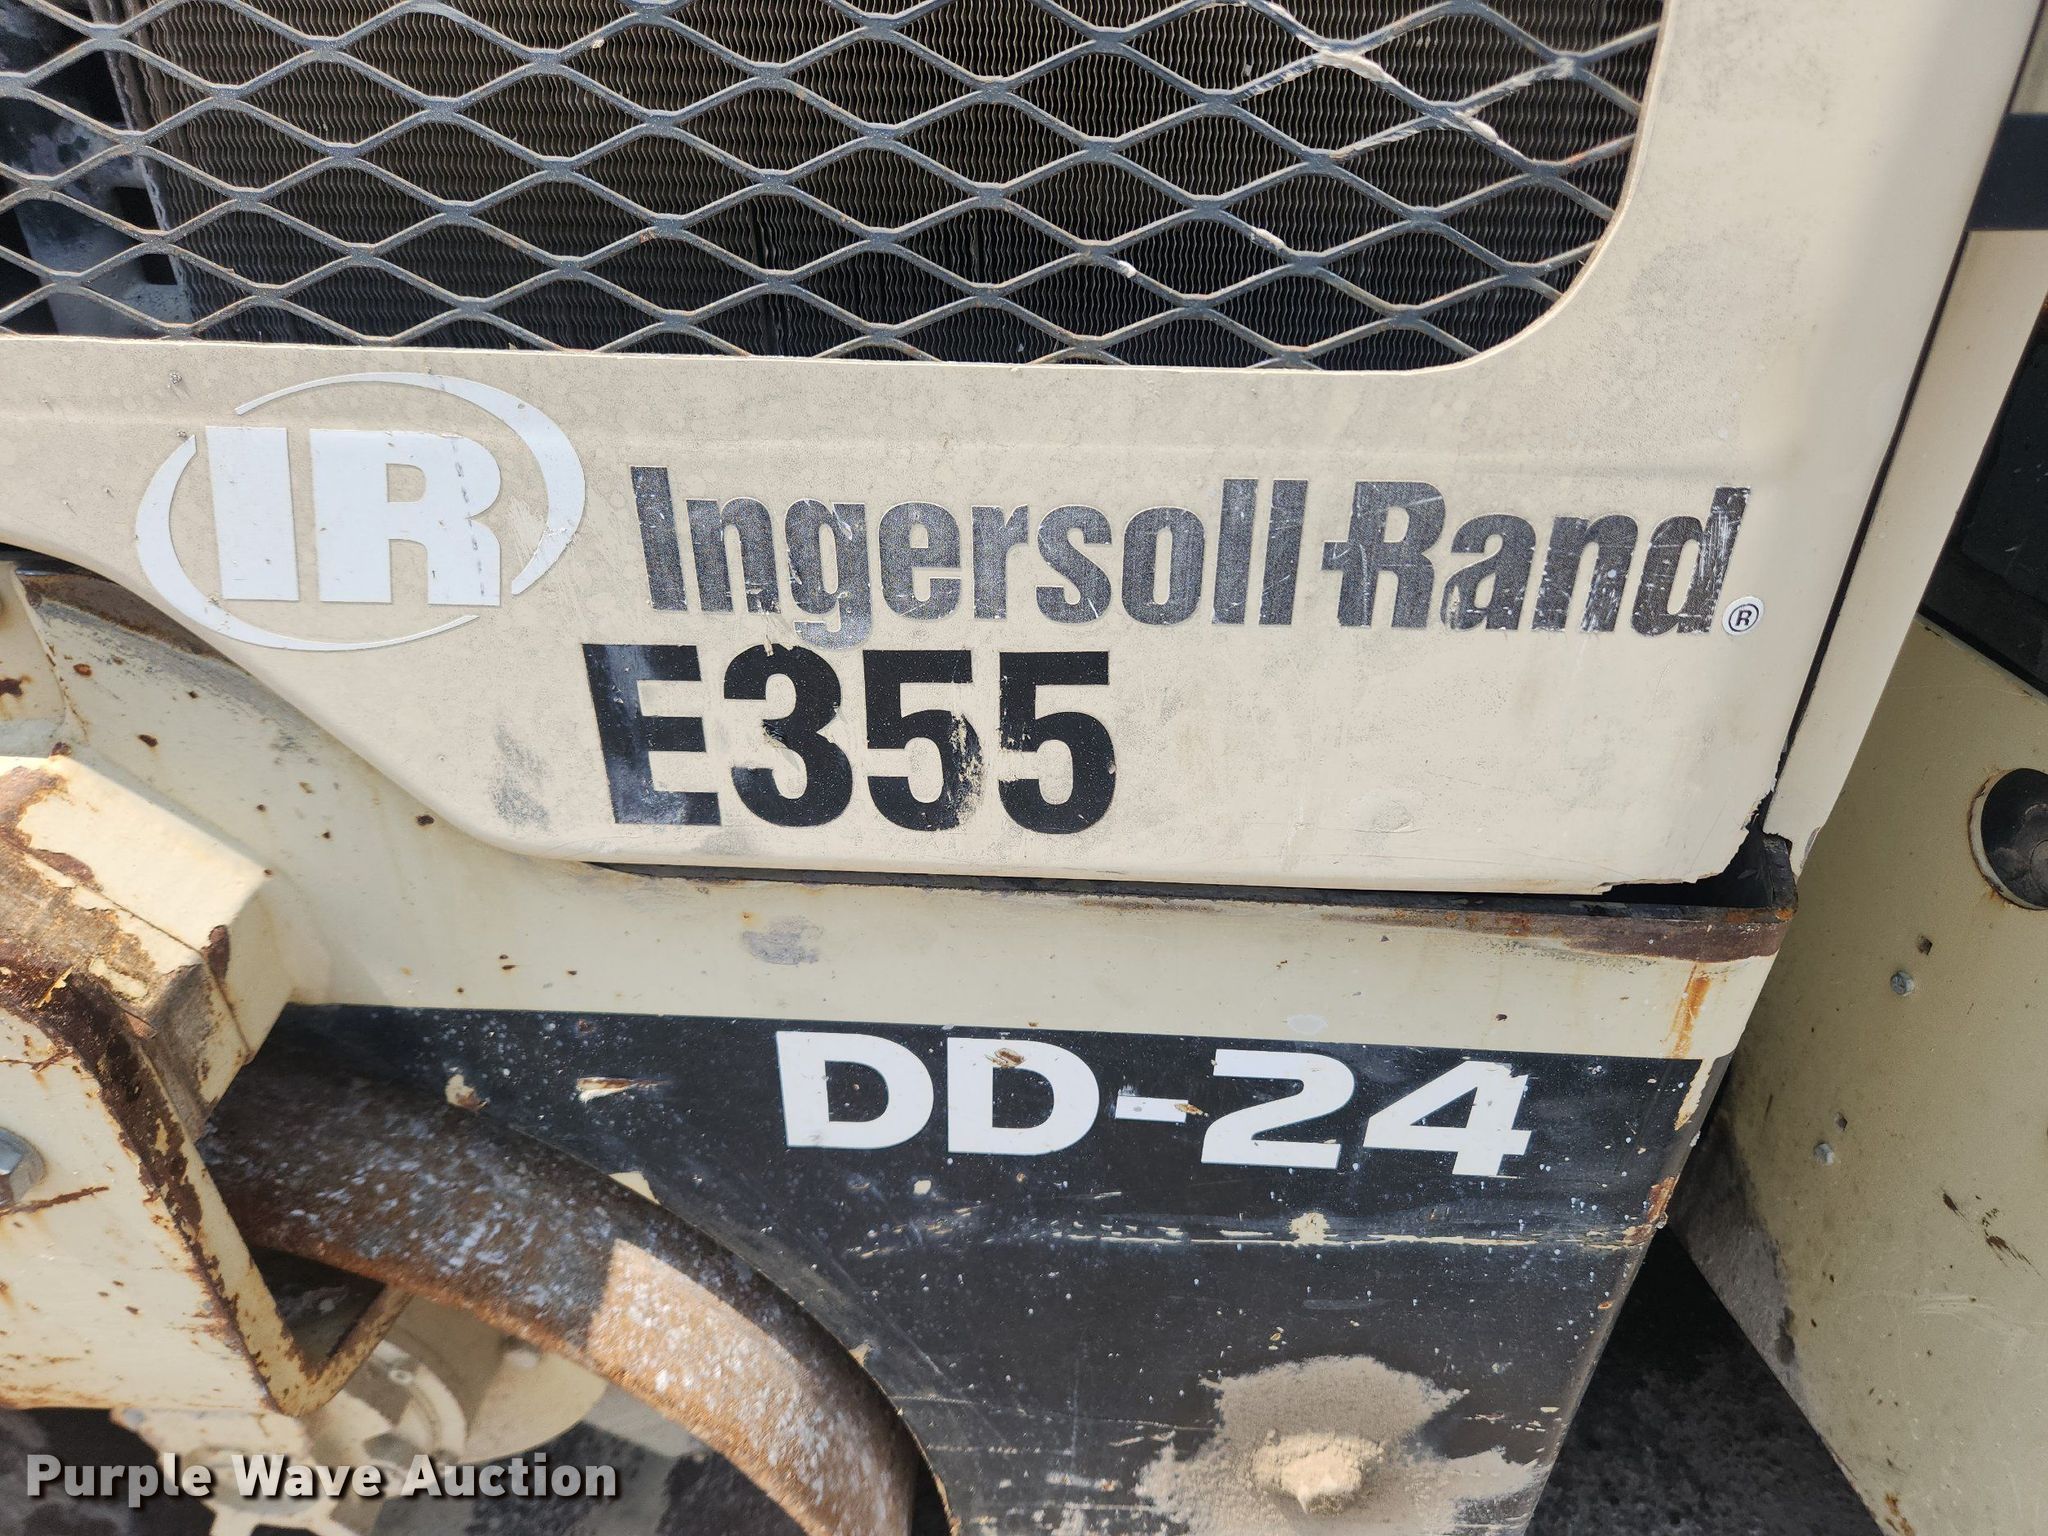 IR Ingersoll-Rand®
E355
DD-24
Purple Wave Auction